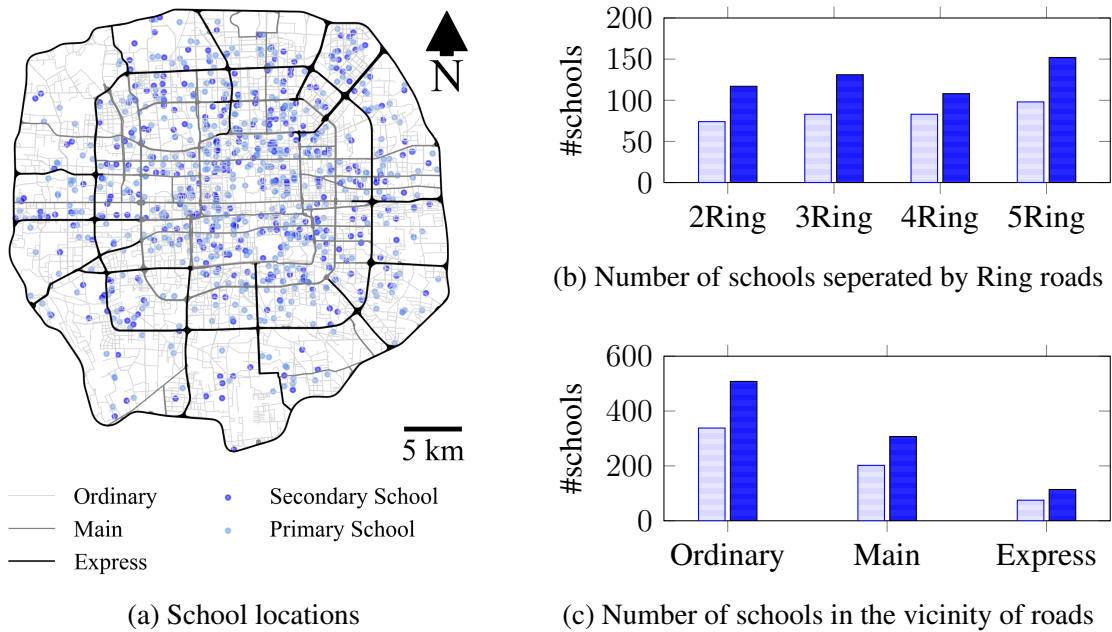 N
5 km
Ordinary
Main
Express
Secondary School
Primary School
(a) School locations
200
150
100
50
0
#schools
2Ring 3Ring 4Ring 5Ring
(b) Number of schools seperated by Ring roads
600
400
200
0
#schools
Ordinary Main Express
(c) Number of schools in the vicinity of roads